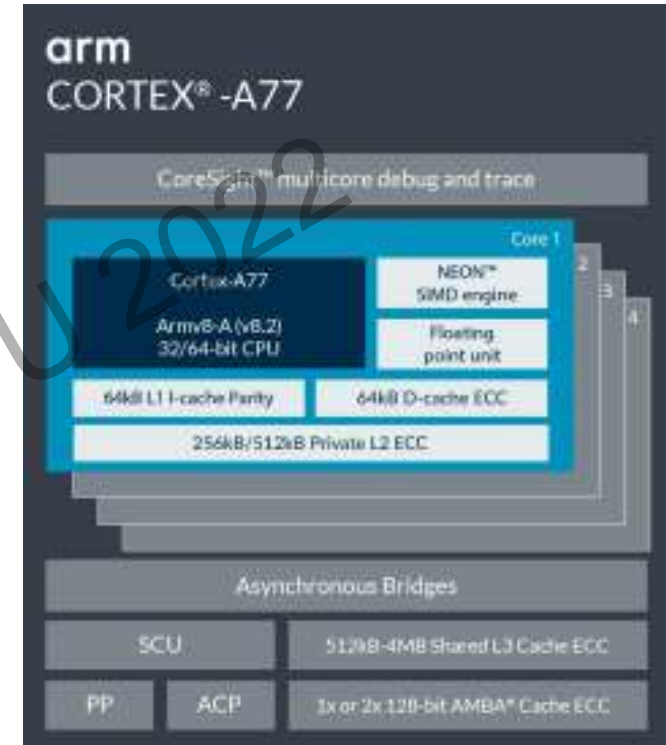 arm
CORTEX® -A77
CoreSight™ multicore debug and trace
Core 1
2
3
4
Cortex-A77
Armv8-A (v8.2)
32/64-bit CPU
NEON™
SIMD engine
Floating
point unit
64kB L1 I-cache Parity
64kB D-cache ECC
256kB/512kB Private L2 ECC
Asynchronous Bridges
SCU
512kB-4MB Shared L3 Cache ECC
PP
ACP
1x or 2x 128-bit AMBA® Cache ECC
U 2022